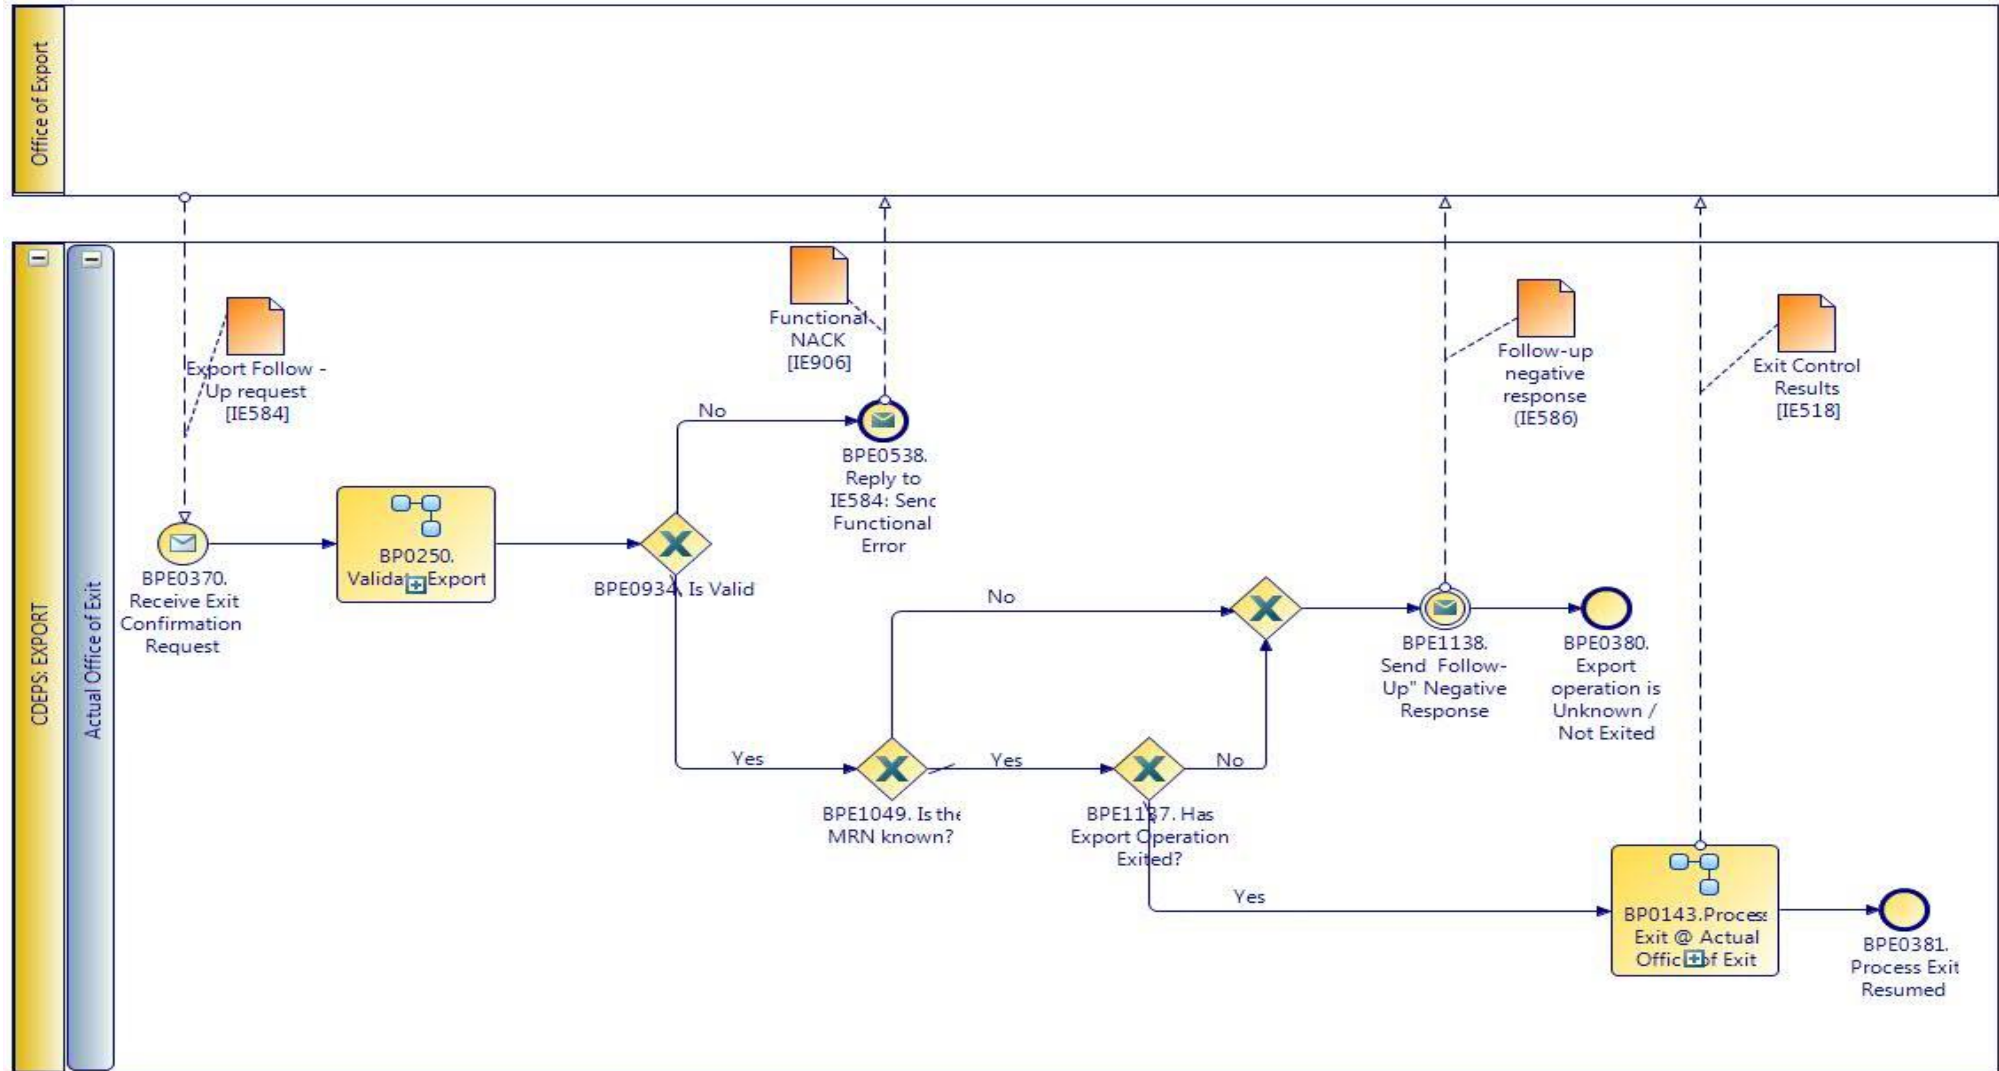 Office of Export
CDEPS: EXPORT
Actual Office of Exit
Export Follow -
Up request
[IE584]
Functional
NACK
[IE906]
Follow-up
negative
response
(IE586)
Exit Control
Results
[IE518]
No
BPE0538.
Reply to
IE584: Send
Functional
Error
BPE0370.
Receive Exit
Confirmation
Request
BP0250.
Validate Export
BPE0934. Is Valid
No
BPE1138.
Send Follow-
Up" Negative
Response
BPE0380.
Export
operation is
Unknown /
Not Exited
Yes
Yes
No
BPE1049. Is the
MRN known?
BPE1137. Has
Export Operation
Exited?
Yes
BP0143.Process
Exit @ Actual
Office of Exit
BPE0381.
Process Exit
Resumed